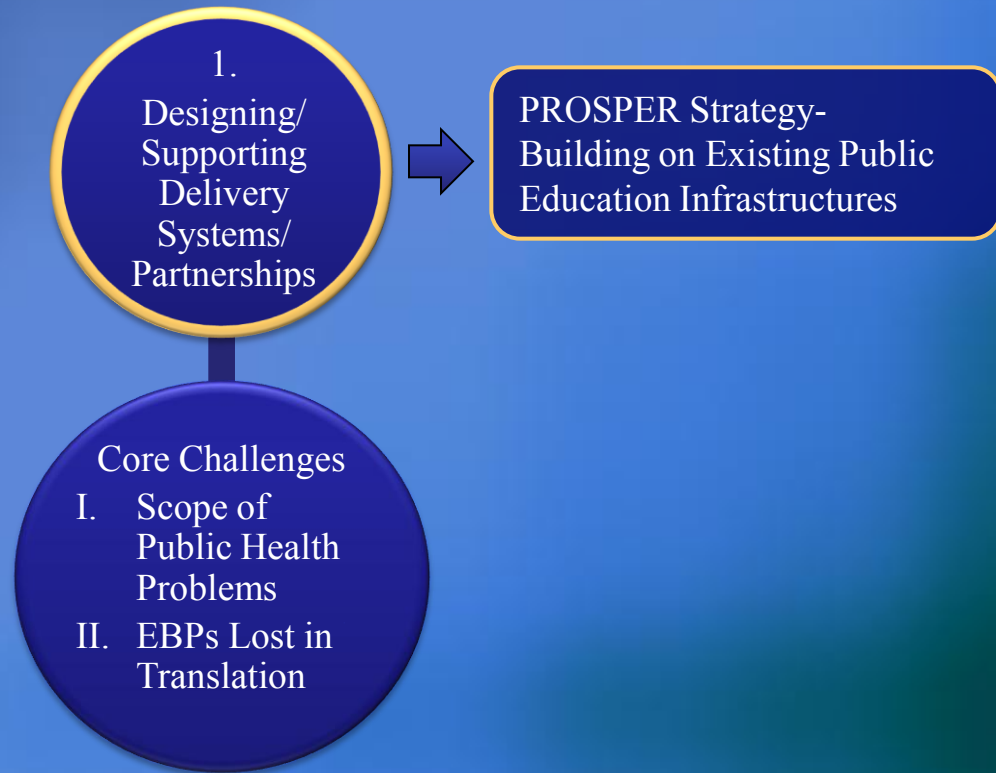 1.
Designing/
Supporting
Delivery
Systems/
Partnerships
PROSPER Strategy-
Building on Existing Public
Education Infrastructures
Core Challenges
I. Scope of
Public Health
Problems
II. EBPs Lost in
Translation